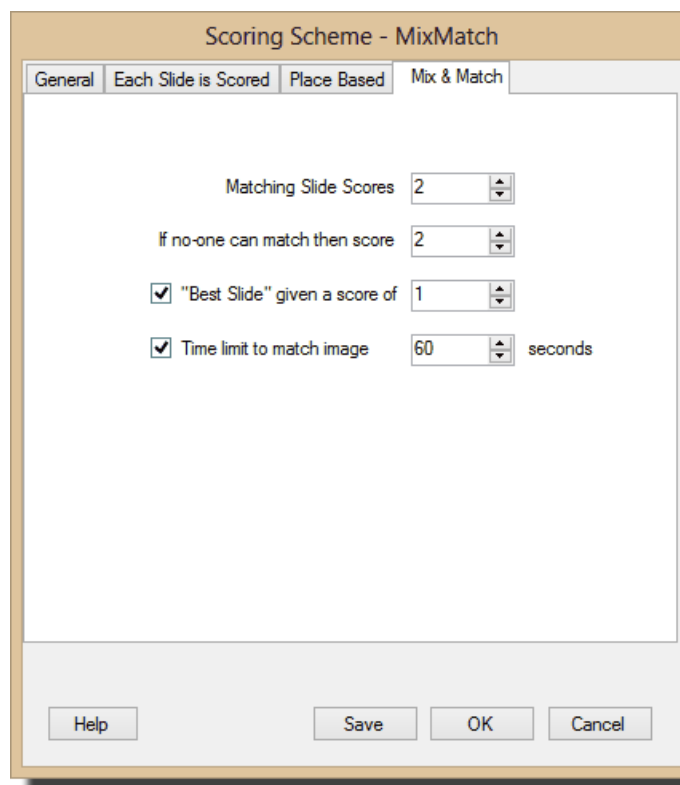 Scoring Scheme - MixMatch
General Each Slide is Scored Place Based Mix & Match
Matching Slide Scores 2
If no-one can match then score 2
"Best Slide" given a score of 1
Time limit to match image 60 seconds
Help Save OK Cancel